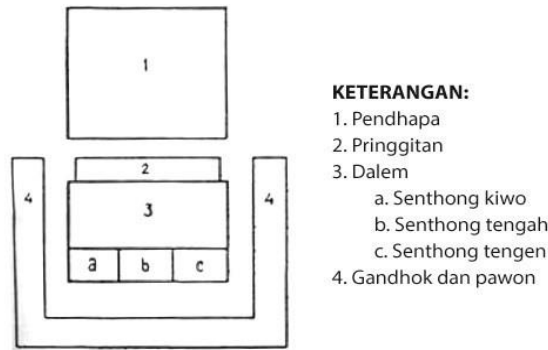 1
2
4
4
3
a b c
KETERANGAN:
1. Pendhapa
2. Pringgitan
3. Dalem
a. Senthong kiwo
b. Senthong tengah
c. Senthong tengen
4. Gandhok dan pawon